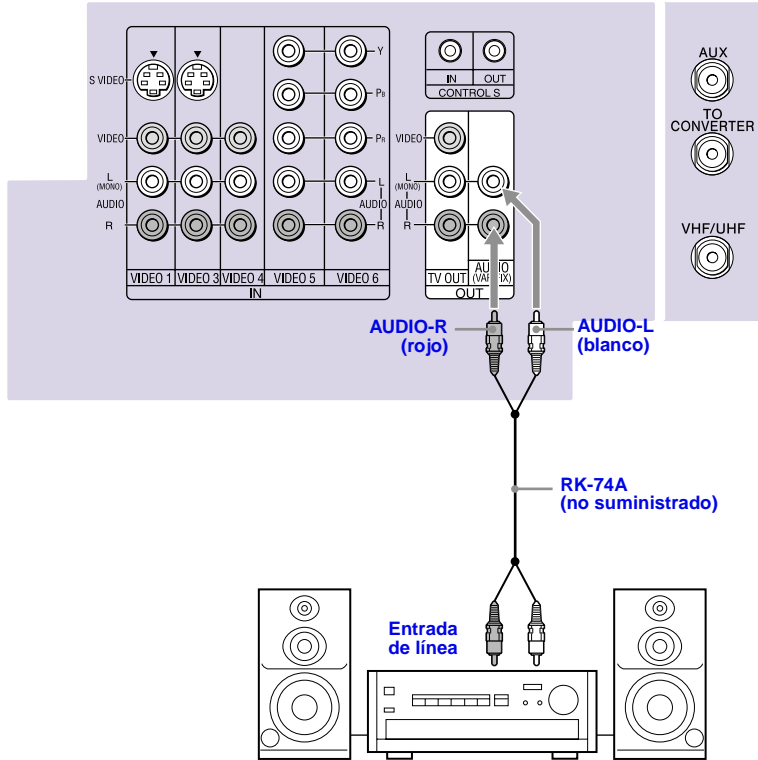 S VIDEO
VIDEO
L
(MONO)
AUDIO
R
Y
PB
PR
L
AUDIO
R
VIDEO 1 VIDEO 3 VIDEO 4 VIDEO 5 VIDEO 6
IN
IN OUT
CONTROL S
VIDEO
L
(MONO)
AUDIO
R
TV OUT
AUDIO
(VAR/FIX)
OUT
AUX
TO
CONVERTER
VHF/UHF
AUDIO-R
(rojo)
AUDIO-L
(blanco)
RK-74A
(no suministrado)
Entrada
de línea